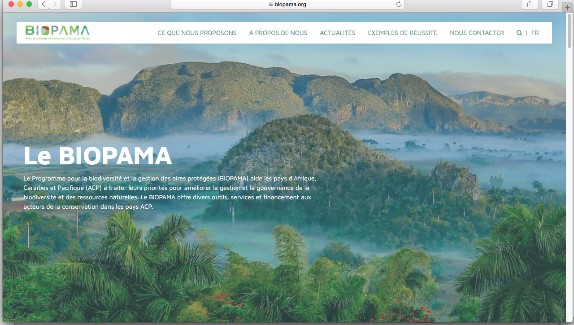 biopama.org
BIOPAMA
CE QUE NOUS PROPOSONS À PROPOS DE NOUS ACTUALITÉS EXEMPLES DE RÉUSSITE NOUS CONTACTER | FR
Le BIOPAMA
Le Programme pour la biodiversité et la gestion des aires protégées (BIOPAMA) aide les pays d'Afrique,
Caraïbes et Pacifique (ACP) à traiter leurs priorités pour améliorer la gestion et la gouvernance de la
biodiversité et des ressources naturelles. Le BIOPAMA offre divers outils, services et financement aux
acteurs de la conservation dans les pays ACP.